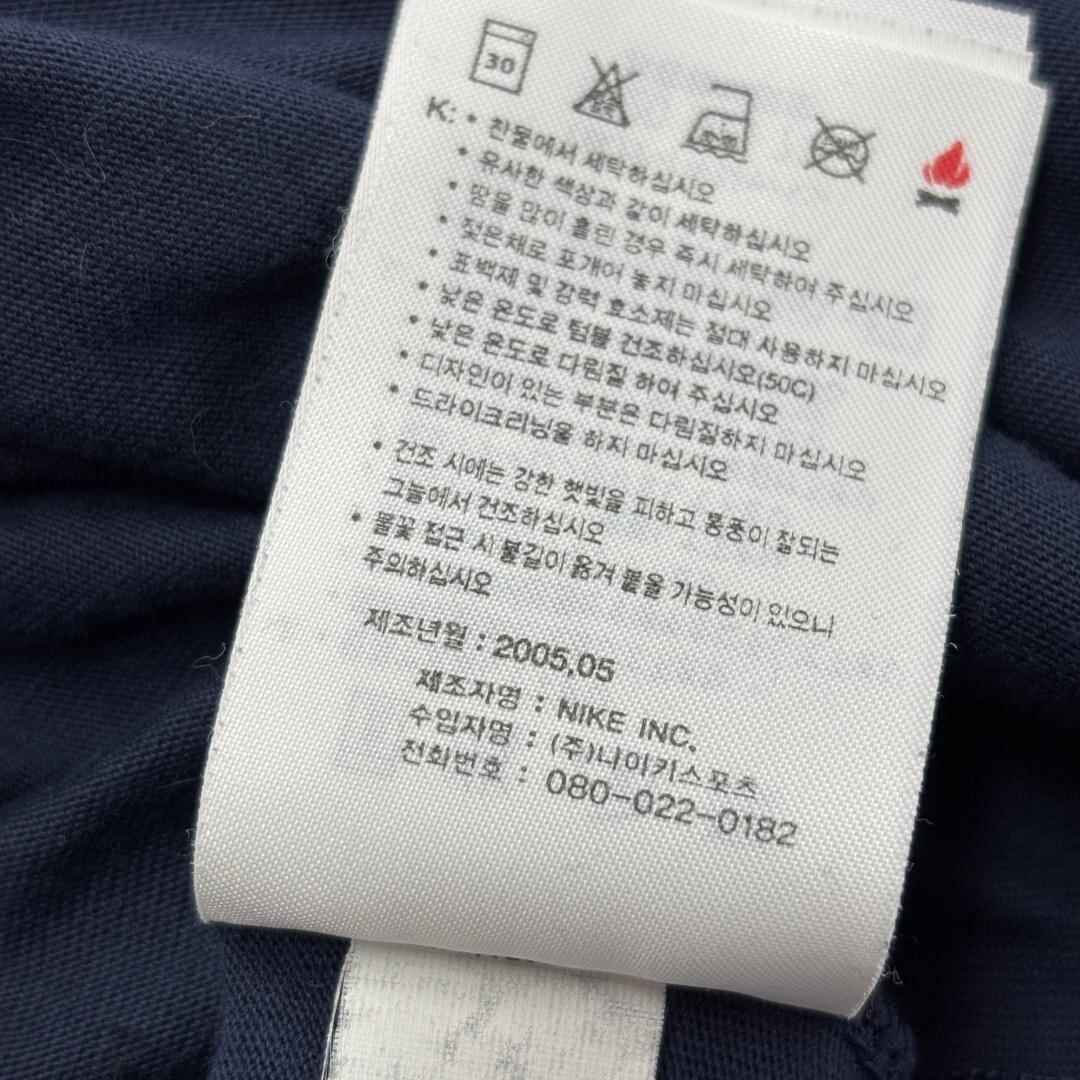 30
K: • 찬물에서 세탁하십시오
• 유사한 색상과 같이 세탁하십시오
• 땀을 많이 흘린 경우 즉시 세탁하여 주십시오
• 젖은채로 포개어 놓지 마십시오
• 표백제 및 강력 효소제는 절대 사용하지 마십시오
• 낮은 온도로 텀블 건조하십시오(50C)
• 낮은 온도로 다림질 하여 주십시오
• 디자인이 있는 부분은 다림질하지 마십시오
• 드라이크리닝을 하지 마십시오
• 건조 시에는 강한 햇빛을 피하고 통풍이 잘되는
그늘에서 건조하십시오
• 불꽃 접근 시 불길이 옮겨 붙을 가능성이 있으니
주의하십시오
제조년월 : 2005.05
제조자명 : NIKE INC.
수입자명 : (주)나이키스포츠
전화번호 : 080-022-0182